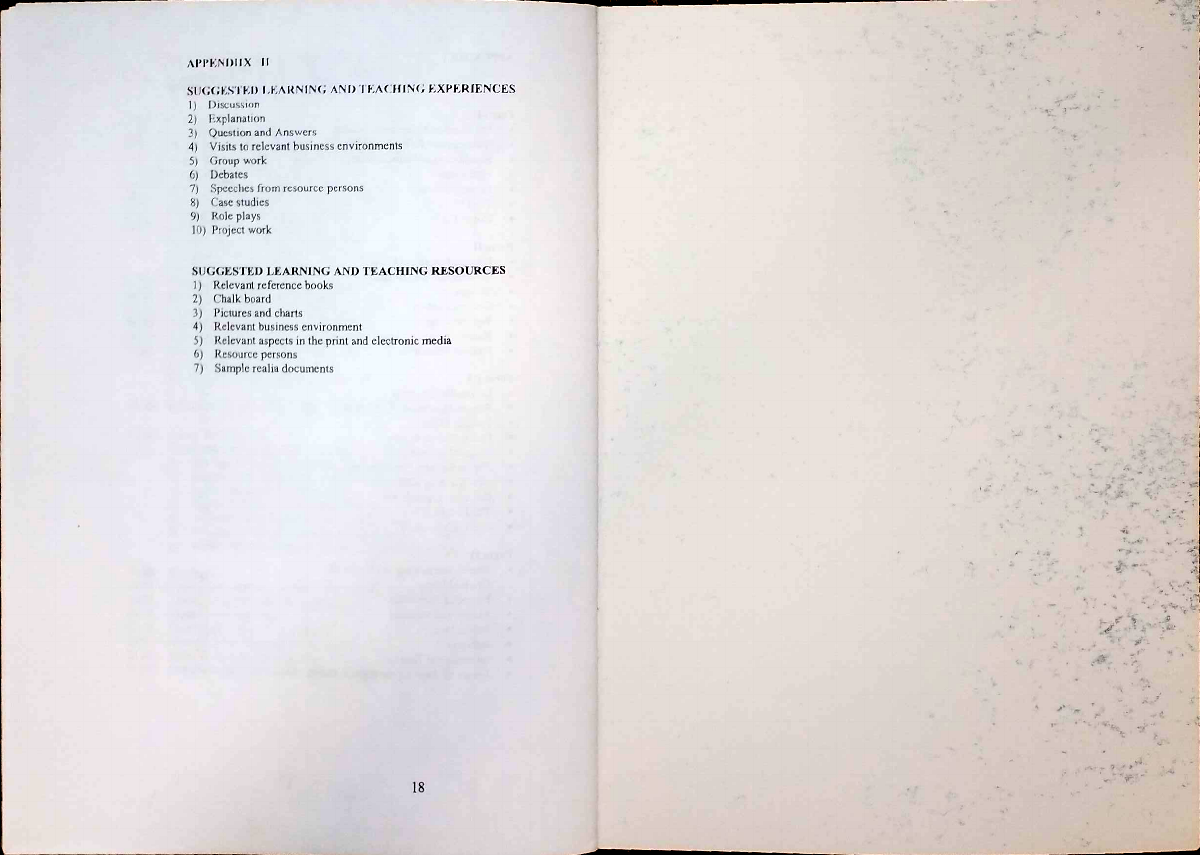 APPENDIIX II
SUGGESTED LEARNING AND TEACHING EXPERIENCES
1) Discussion
2) Explanation
3) Question and Answers
4) Visits to relevant business environments
5) Group work
6) Debates
7) Speeches from resource persons
8) Case studies
9) Role plays
10) Project work
SUGGESTED LEARNING AND TEACHING RESOURCES
1) Relevant reference books
2) Chalk board
3) Pictures and charts
4) Relevant business environment
5) Relevant aspects in the print and electronic media
6) Resource persons
7) Sample realia documents
18